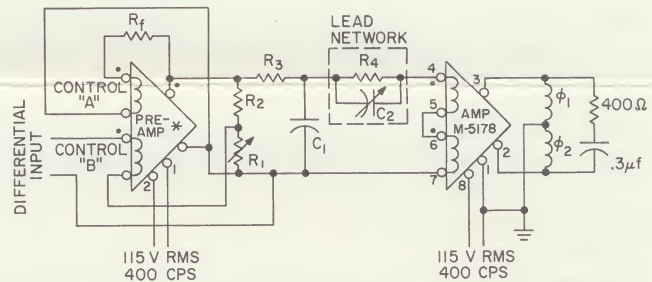 LEAD
NETWORK
Rf
R3
R4
C2
CONTROL
"A"
PRE-
AMP *
CONTROL
"B"
R2
R1
C1
2
1
DIFFERENTIAL
INPUT
115 V RMS
400 CPS
4
5
6
7
AMP
M-5178
3
2
8
1
ϕ1
ϕ2
400Ω
.3μf
115 V RMS
400 CPS